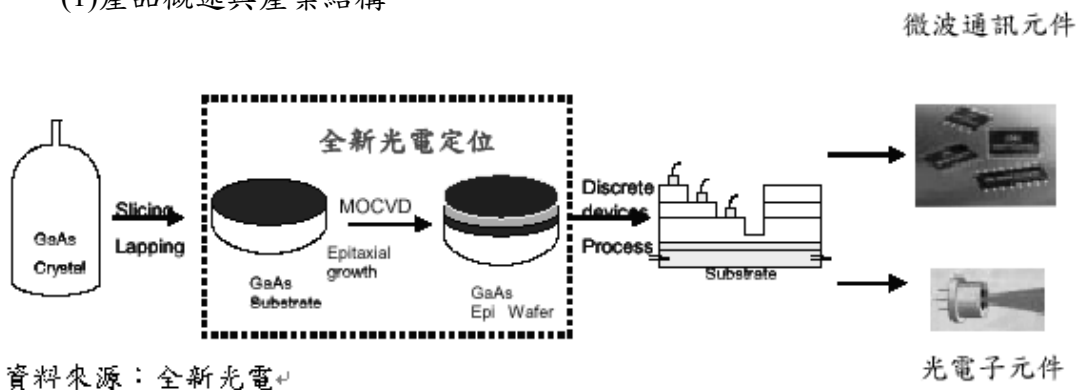 (1)產品概述與產業結構
微波通訊元件
全新光電定位
Slicing
Lapping
GaAs
Crystal
MOCVD
Epitaxial
growth
GaAs
Substrate
GaAs
Epi Wafer
Discrete
devices
Process
Substrate
光電子元件
資料來源：全新光電